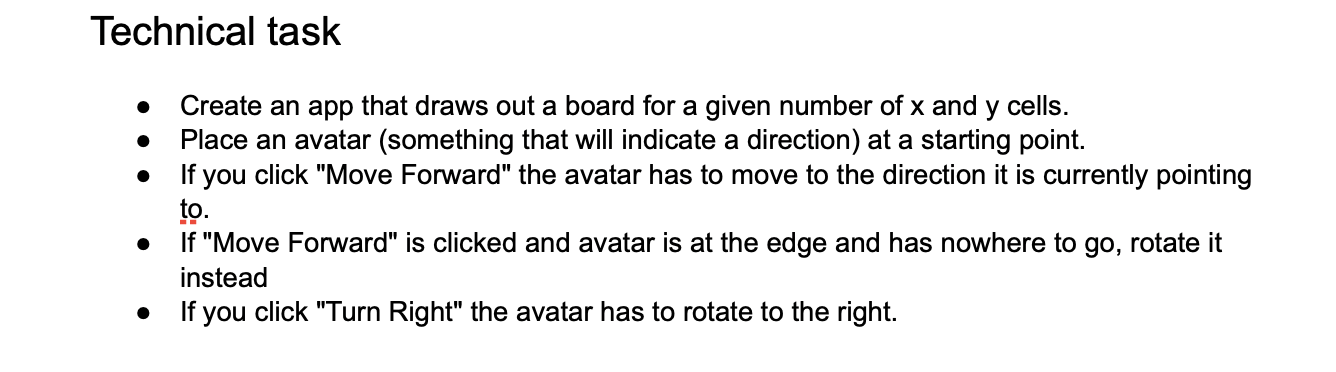 Technical task
● Create an app that draws out a board for a given number of x and y cells.
● Place an avatar (something that will indicate a direction) at a starting point.
● If you click "Move Forward" the avatar has to move to the direction it is currently pointing
to.
● If "Move Forward" is clicked and avatar is at the edge and has nowhere to go, rotate it
instead
● If you click "Turn Right" the avatar has to rotate to the right.